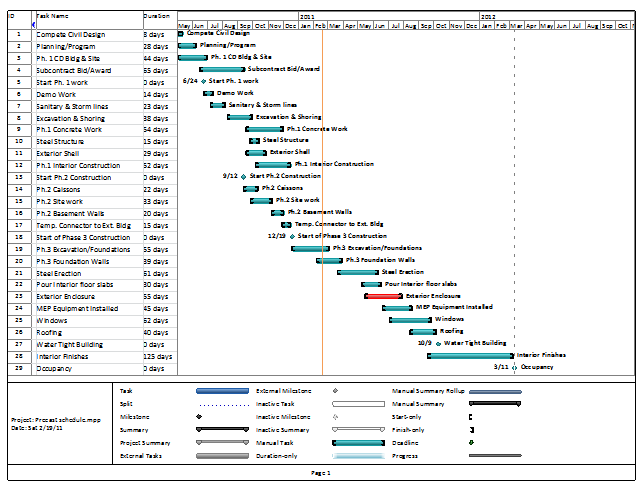 2011 2012
ID Task Name Duration May Jun Jul Aug Sep Oct Nov Dec Jan Feb Mar Apr May Jun Jul Aug Sep Oct Nov Dec Jan Feb Mar Apr May Jun Jul Aug Sep Oct
1 Compete Civil Design 8 days Compete Civil Design
2 Planning/Program 28 days Planning/Program
3 Ph. 1 CD Bldg & Site 44 days Ph. 1 CD Bldg & Site
4 Subcontract Bid/Award 65 days Subcontract Bid/Award
5 Start Ph. 1 work 0 days 6/24 Start Ph. 1 work
6 Demo Work 14 days Demo Work
7 Sanitary & Storm lines 23 days Sanitary & Storm lines
8 Excavation & Shoring 38 days Excavation & Shoring
9 Ph.1 Concrete Work 54 days Ph.1 Concrete Work
10 Steel Structure 15 days Steel Structure
11 Exterior Shell 29 days Exterior Shell
12 Ph.1 Interior Construction 52 days Ph.1 Interior Construction
13 Start Ph.2 Construction 0 days 9/12 Start Ph.2 Construction
14 Ph.2 Caissons 22 days Ph.2 Caissons
15 Ph.2 Site work 33 days Ph.2 Site work
16 Ph.2 Basement Walls 20 days Ph.2 Basement Walls
17 Temp. Connector to Ext. Bldg 15 days Temp. Connector to Ext. Bldg
18 Start of Phase 3 Construction 0 days 12/19 Start of Phase 3 Construction
19 Ph.3 Excavation/Foundations 55 days Ph.3 Excavation/Foundations
20 Ph.3 Foundation Walls 39 days Ph.3 Foundation Walls
21 Steel Erection 61 days Steel Erection
22 Pour Interior floor slabs 30 days Pour Interior floor slabs
23 Exterior Enclosure 55 days Exterior Enclosure
24 MEP Equipment Installed 45 days MEP Equipment Installed
25 Windows 62 days Windows
26 Roofing 40 days Roofing
27 Water Tight Building 0 days 10/9 Water Tight Building
28 Interior Finishes 125 days Interior Finishes
29 Occupancy 0 days 3/11 Occupancy
Project: Precast schedule.mpp
Date: Sat 2/19/11
Task External Milestone Manual Summary Rollup
Split Inactive Task Manual Summary
Milestone Inactive Milestone Start-only
Summary Inactive Summary Finish-only
Project Summary Manual Task Deadline
External Tasks Duration-only Progress
Page 1